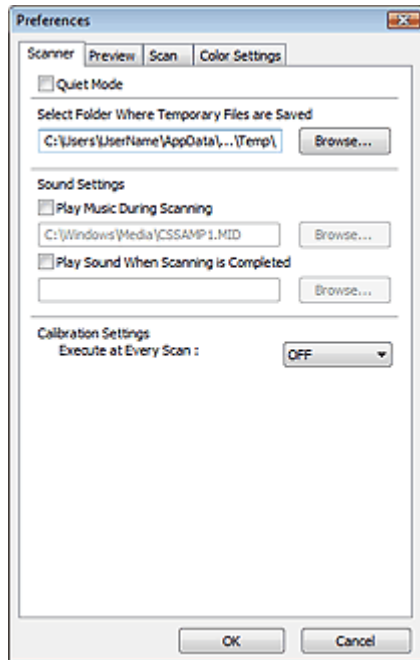 Preferences
Scanner Preview Scan Color Settings
Quiet Mode
Select Folder Where Temporary Files are Saved
C:\Users\UserName\AppData\,...\Temp\, Browse...
Sound Settings
Play Music During Scanning
C:\Windows\Media\CSSAMP1.MID Browse...
Play Sound When Scanning is Completed
Browse...
Calibration Settings
Execute at Every Scan : OFF
OK Cancel